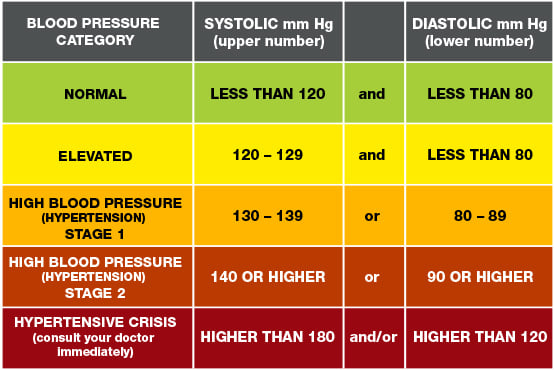 BLOOD PRESSURE
CATEGORY
SYSTOLIC mm Hg
(upper number)
DIASTOLIC mm Hg
(lower number)
NORMAL
LESS THAN 120
and
LESS THAN 80
ELEVATED
120 – 129
and
LESS THAN 80
HIGH BLOOD PRESSURE
(HYPERTENSION)
STAGE 1
130 – 139
or
80 – 89
HIGH BLOOD PRESSURE
(HYPERTENSION)
STAGE 2
140 OR HIGHER
or
90 OR HIGHER
HYPERTENSIVE CRISIS
(consult your doctor
immediately)
HIGHER THAN 180
and/or
HIGHER THAN 120